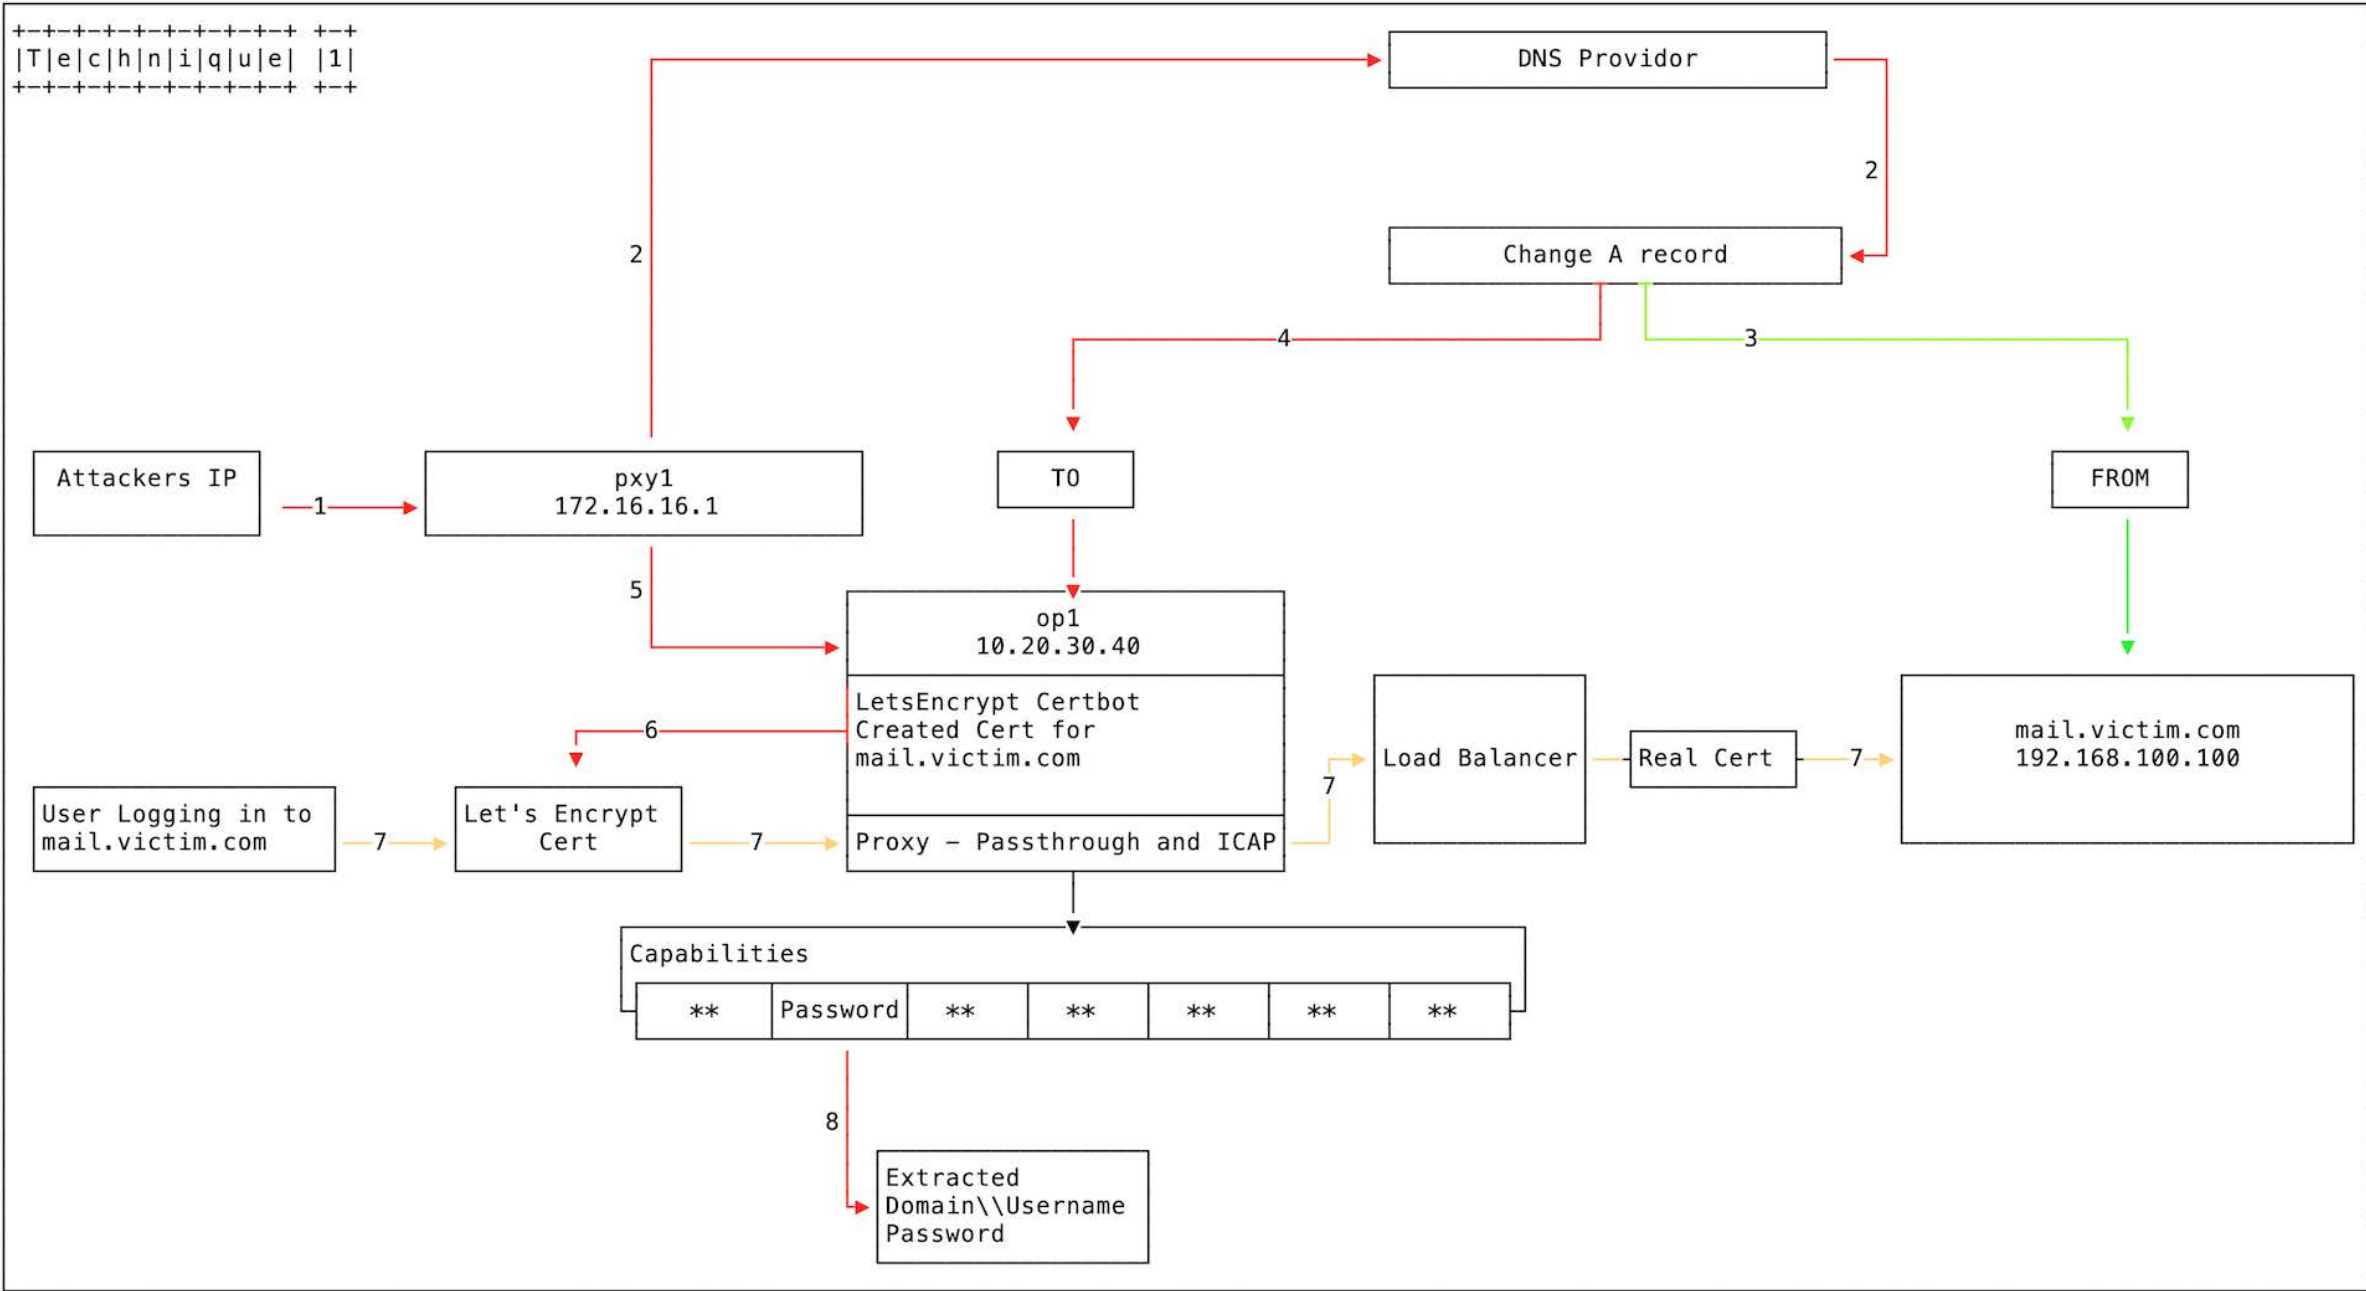 +-+-+-+-+-+-+-+-+-+ +-+
|T|e|c|h|n|i|q|u|e| |1|
+-+-+-+-+-+-+-+-+-+ +-+
DNS Providor
2
Change A record
2
4
3
Attackers IP
1
pxy1
172.16.16.1
TO
FROM
5
op1
10.20.30.40
LetsEncrypt Certbot
Created Cert for
mail.victim.com
6
Load Balancer
Real Cert
7
mail.victim.com
192.168.100.100
7
User Logging in to
mail.victim.com
7
Let's Encrypt
Cert
7
Proxy – Passthrough and ICAP
Capabilities
** Password ** ** ** ** **
8
Extracted
Domain\\Username
Password